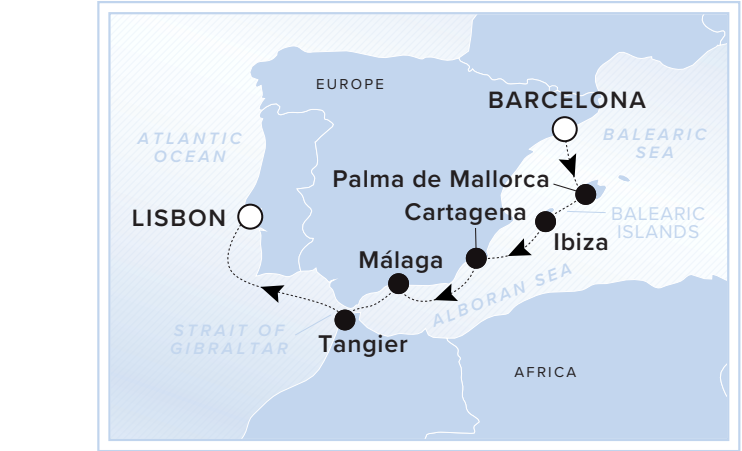 EUROPE
BARCELONA
ATLANTIC
OCEAN
BALEARIC
SEA
Palma de Mallorca
Cartagena
LISBON
BALEARIC
ISLANDS
Ibiza
Málaga
ALBORAN SEA
STRAIT OF
GIBRALTAR
Tangier
AFRICA